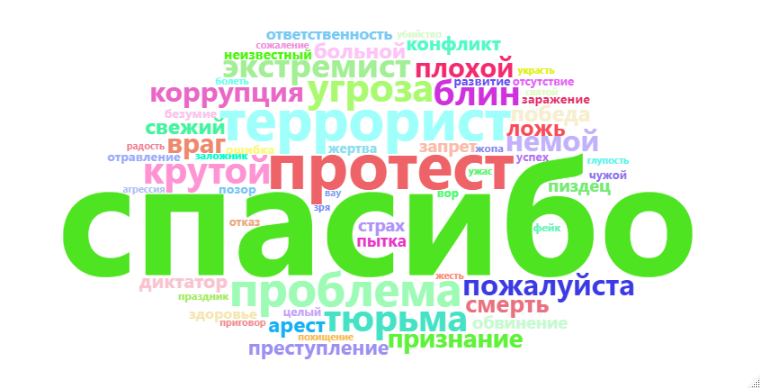 убийство
ответственность
сожаление больной конфликт
неизвестный
экстремист плохой украсть
болеть развитие отсутствие
коррупция угроза блин
заражение
безумие террорист победа
свежий ложь
радость враг ошибка жертва запрет жопа немой
отравление заложник успех глупость
крутой протест ужас чужой
агрессия позор вау пор пиздец
зря
отказ страх фейк
спасибо
пытка
жесть
диктатор проблема пожалуйста
праздник
здоровье целый смерть
приговор арест тюрьма обвинение
похищение признание
преступление